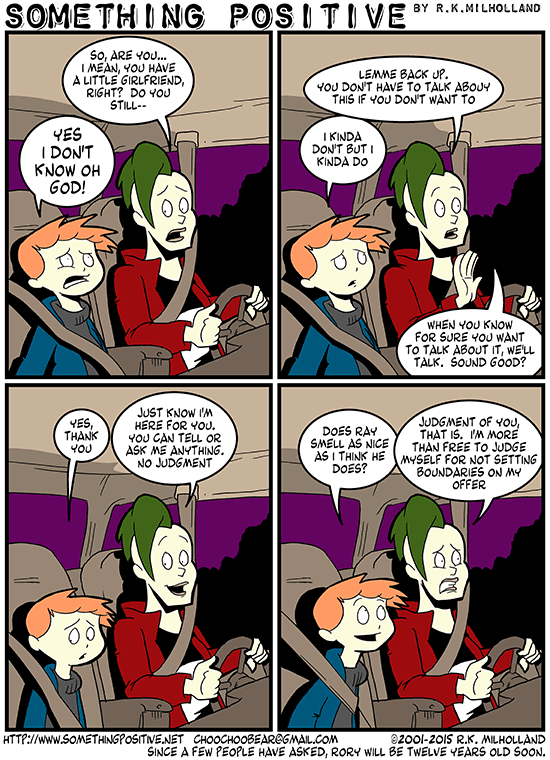 SOMETHING POSITIVE BY R.K.MILHOLLAND
SO, ARE YOU...
I MEAN, YOU HAVE
A LITTLE GIRLFRIEND,
RIGHT? DO YOU
STILL--
YES
I DON'T
KNOW OH
GOD!
LEMME BACK UP.
YOU DON'T HAVE TO TALK ABOUY
THIS IF YOU DON'T WANT TO
I KINDA
DON'T BUT I
KINDA DO
WHEN YOU KNOW
FOR SURE YOU WANT
TO TALK ABOUT IT, WE'LL
TALK. SOUND GOOD?
YES,
THANK
YOU
JUST KNOW I'M
HERE FOR YOU.
YOU CAN TELL OR
ASK ME ANYTHING.
NO JUDGMENT
DOES RAY
SMELL AS NICE
AS I THINK HE
DOES?
JUDGMENT OF YOU,
THAT IS. I'M MORE
THAN FREE TO JUDGE
MYSELF FOR NOT SETTING
BOUNDARIES ON MY
OFFER
HTTP://WWW.SOMETHINGPOSITIVE.NET CHOOCHOOBEAR@GMAIL.COM ©2001-2015 R.K. MILHOLLAND
SINCE A FEW PEOPLE HAVE ASKED, RORY WILL BE TWELVE YEARS OLD SOON.